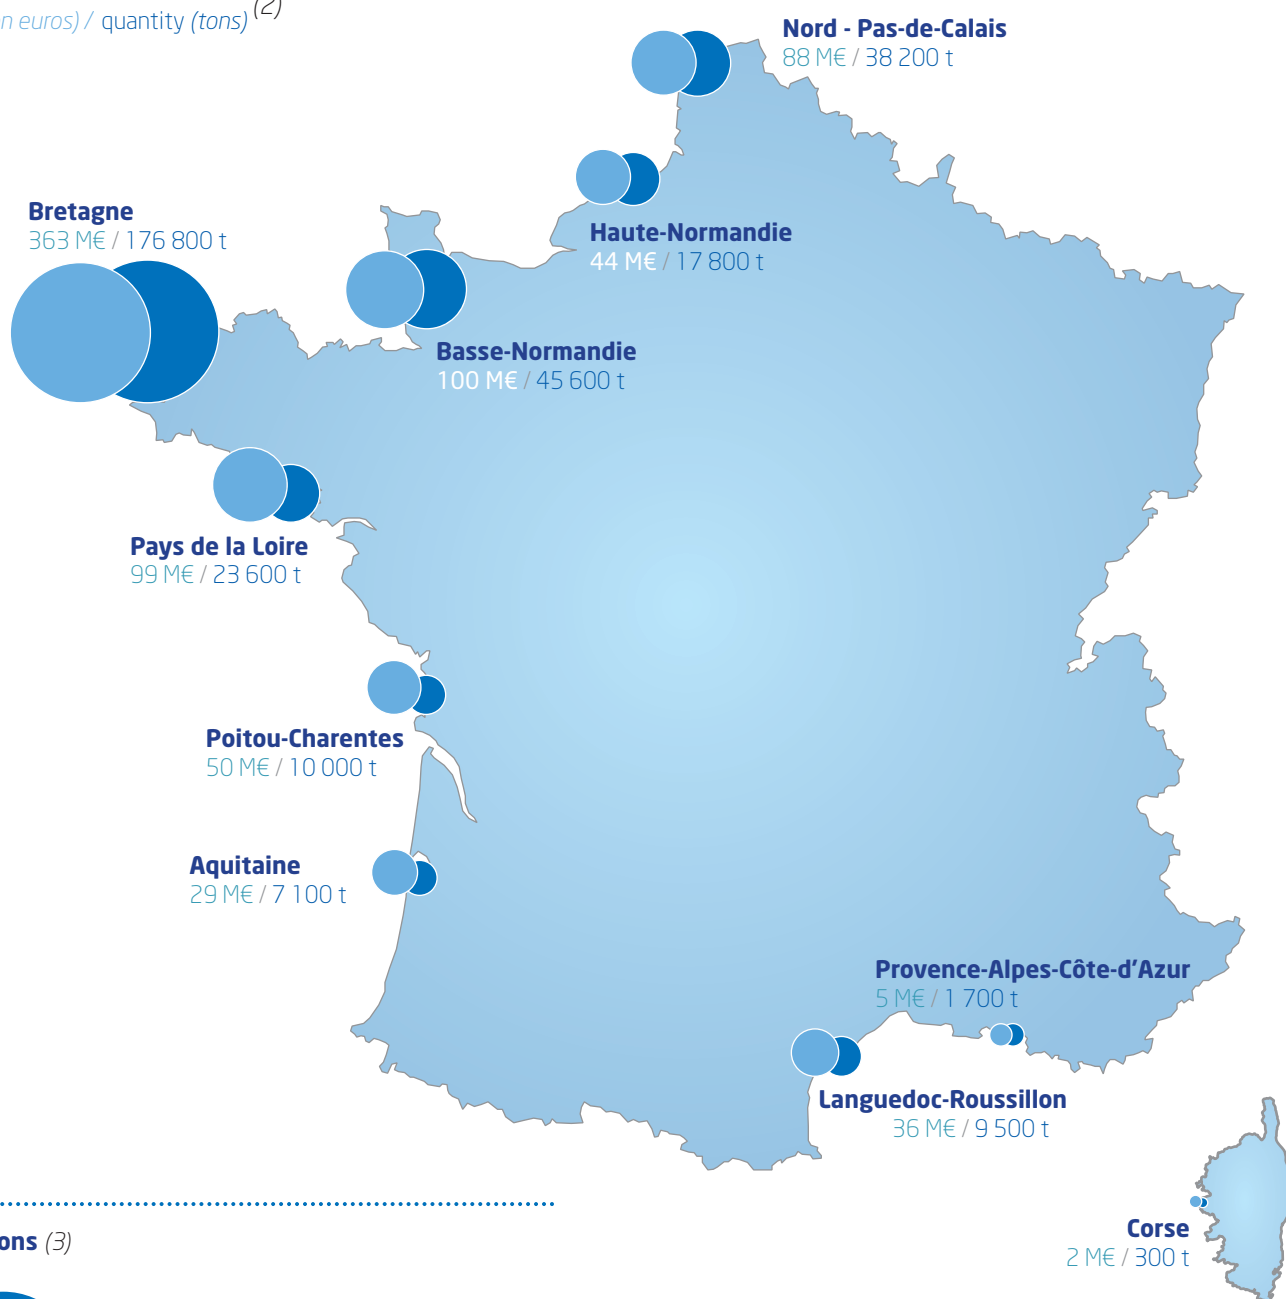 n euros) / quantity (tons) (2)
Nord - Pas-de-Calais
88 M€ / 38 200 t
Bretagne
363 M€ / 176 800 t
Haute-Normandie
44 M€ / 17 800 t
Basse-Normandie
100 M€ / 45 600 t
Pays de la Loire
99 M€ / 23 600 t
Poitou-Charentes
50 M€ / 10 000 t
Aquitaine
29 M€ / 7 100 t
Provence-Alpes-Côte-d'Azur
5 M€ / 1 700 t
Languedoc-Roussillon
36 M€ / 9 500 t
Corse
2 M€ / 300 t
ons (3)